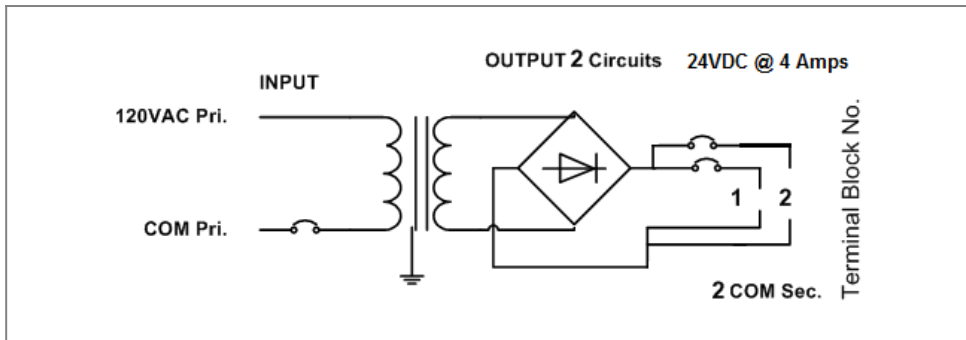 OUTPUT 2 Circuits 24VDC @ 4 Amps
INPUT
120VAC Pri.
1 2
COM Pri.
2 COM Sec.
Terminal Block No.